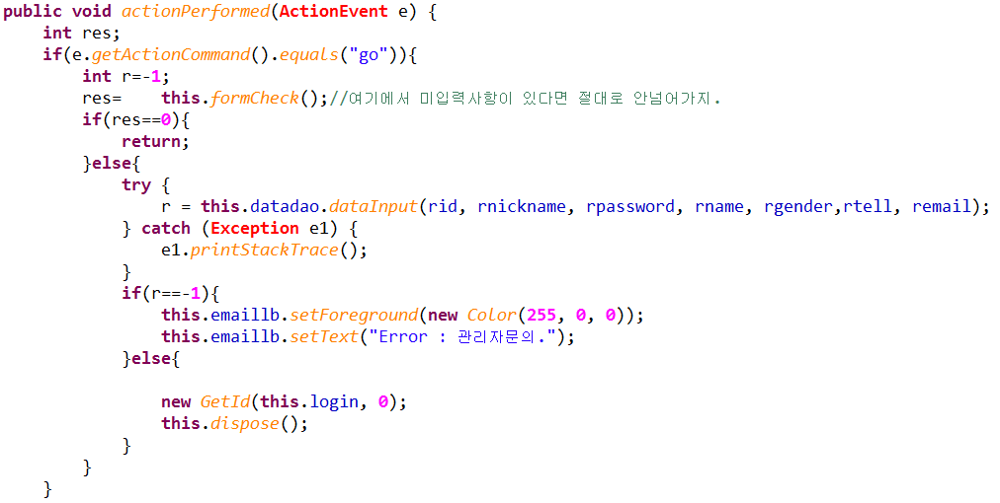 public void actionPerformed(ActionEvent e) {
int res;
if(e.getActionCommand().equals("go")){
int r=-1;
res=    this.formCheck();//여기에서 미입력사항이 있다면 절대로 안넘어가지.
if(res==0){
return;
}else{
try {
r = this.datadao.dataInput(rid, rnickname, rpassword, rname, rgender,rtell, remail);
} catch (Exception e1) {
e1.printStackTrace();
}
if(r==-1){
this.emaillb.setForeground(new Color(255, 0, 0));
this.emaillb.setText("Error : 관리자문의.");
}else{
new GetId(this.login, 0);
this.dispose();
}
}
}